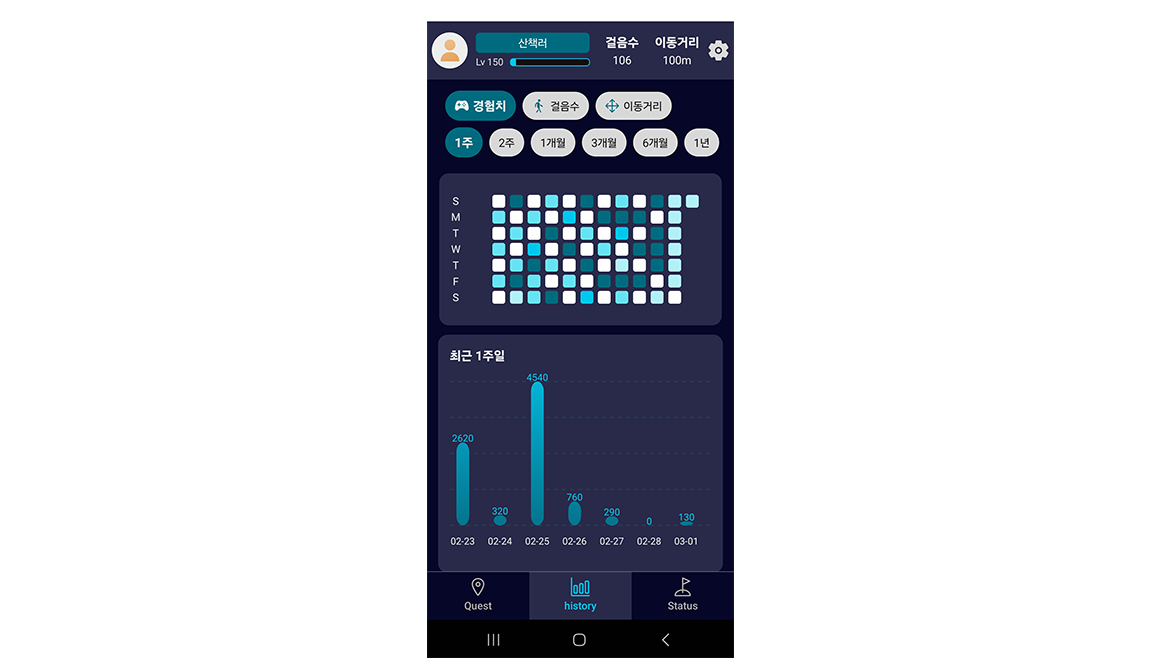 산책러
Lv 150
걸음수 이동거리
106 100m
경험치 걸음수 이동거리
1주 2주 1개월 3개월 6개월 1년
S
M
T
W
T
F
S
최근 1주일
4540
2620
760
320 290 0 130
02-23 02-24 02-25 02-26 02-27 02-28 03-01
Quest history Status